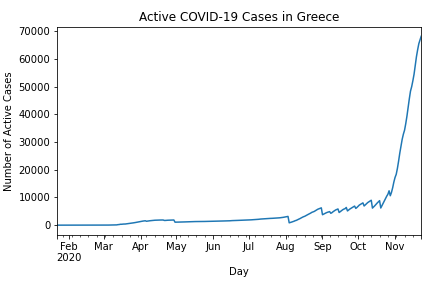 Active COVID-19 Cases in Greece
Number of Active Cases
70000
60000
50000
40000
30000
20000
10000
0
Feb Mar Apr May Jun Jul Aug Sep Oct Nov
2020
Day